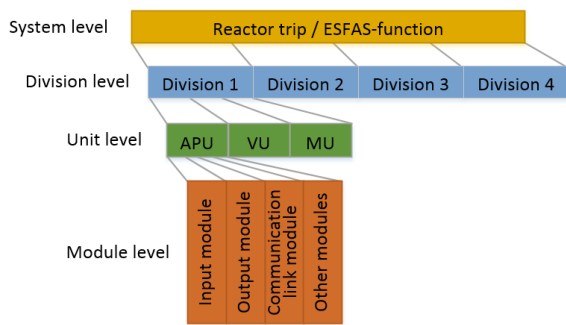 System level
Reactor trip / ESFAS-function
Division level
Division 1
Division 2
Division 3
Division 4
Unit level
APU
VU
MU
Module level
Input module
Output module
Communication
link module
Other modules